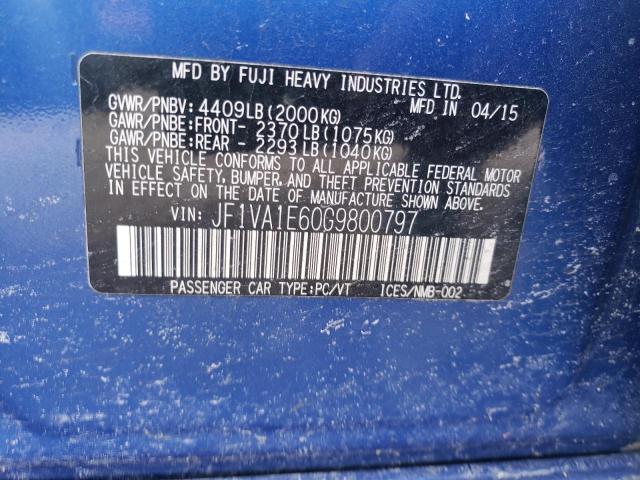 MFD BY FUJI HEAVY INDUSTRIES LTD.
GVWR/PNBV: 4409LB(2000KG) MFD IN 04/15
GAWR/PNBE:FRONT- 2370LB(1075KG)
GAWR/PNBE:REAR - 2293LB(1040KG)
THIS VEHICLE CONFORMS TO ALL APPLICABLE FEDERAL MOTOR
VEHICLE SAFETY, BUMPER, AND THEFT PREVENTION STANDARDS
IN EFFECT ON THE DATE OF MANUFACTURE SHOWN ABOVE.
VIN: JF1VA1E60G9800797
PASSENGER CAR TYPE:PC/VT ICES/NMB-002